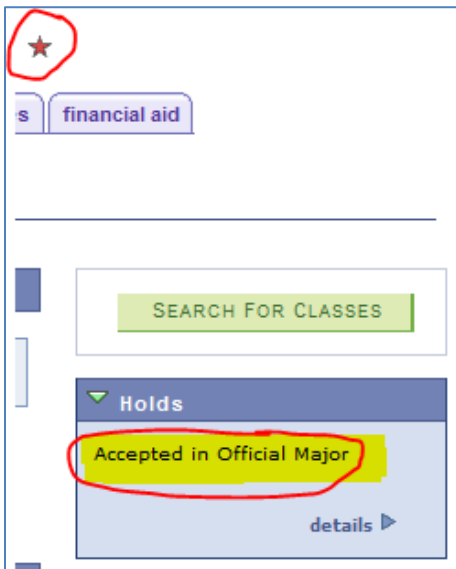 s
financial aid
SEARCH FOR CLASSES
Holds
Accepted in Official Major
details